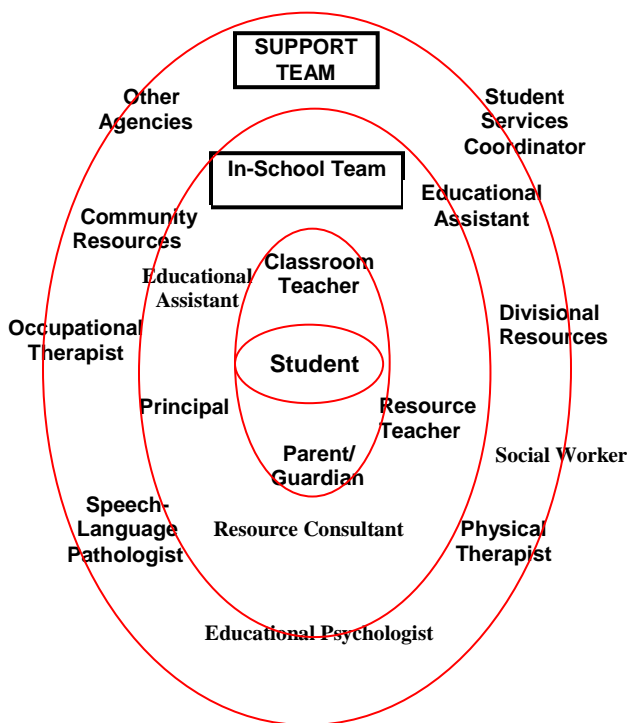 SUPPORT
TEAM
Other
Agencies
Student
Services
Coordinator
In-School Team
Educational
Assistant
Community
Resources
Classroom
Teacher
Educational
Assistant
Occupational
Therapist
Divisional
Resources
Student
Principal
Resource
Teacher
Parent/
Guardian
Social Worker
Speech-
Language
Pathologist
Resource Consultant
Physical
Therapist
Educational Psychologist